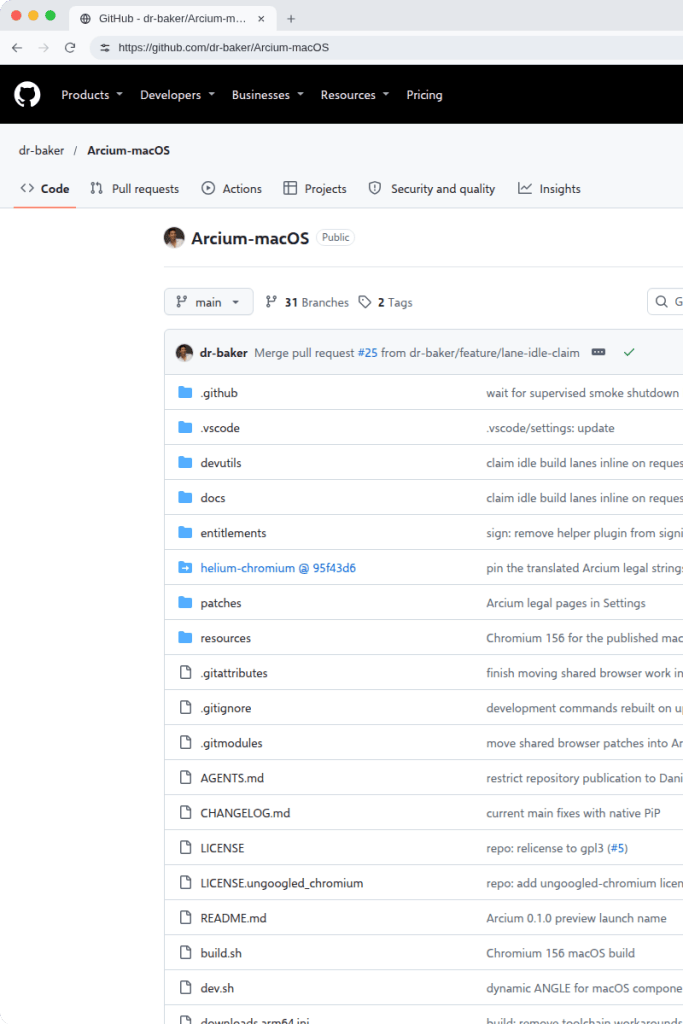 GitHub - dr-baker/Arcium-m...
https://github.com/dr-baker/Arcium-macOS
Products Developers Businesses Resources Pricing
dr-baker / Arcium-macOS
Code Pull requests Actions Projects Security and quality Insights
Arcium-macOS Public
main 31 Branches 2 Tags G
dr-baker Merge pull request #25 from dr-baker/feature/lane-idle-claim
.github wait for supervised smoke shutdown
.vscode .vscode/settings: update
devutils claim idle build lanes inline on reques
docs claim idle build lanes inline on reques
entitlements sign: remove helper plugin from signi
helium-chromium @ 95f43d6 pin the translated Arcium legal strings
patches Arcium legal pages in Settings
resources Chromium 156 for the published mac
.gitattributes finish moving shared browser work in
.gitignore development commands rebuilt on up
.gitmodules move shared browser patches into Ar
AGENTS.md restrict repository publication to Dani
CHANGELOG.md current main fixes with native PiP
LICENSE repo: relicense to gpl3 (#5)
LICENSE.ungoogled_chromium repo: add ungoogled-chromium licen
README.md Arcium 0.1.0 preview launch name
build.sh Chromium 156 macOS build
dev.sh dynamic ANGLE for macOS compone
downloads.arm64.ini build: remove toolchain workarounds